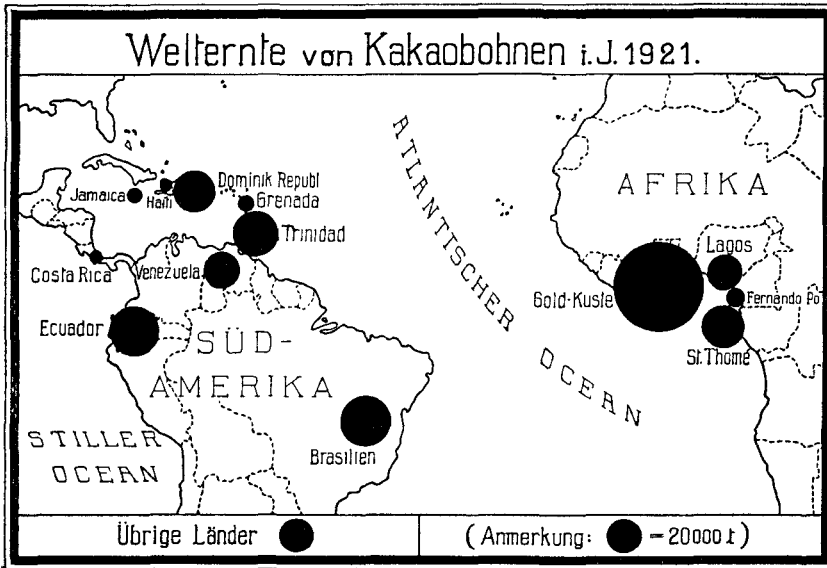 Welternte von Kakaobohnen i.J.1921.
ATLANTISCHER OCEAN
AFRIKA
Jamaica
Haiti
Dominik Republ
Grenada
Trinidad
Costa Rica
Venezuela
Lagos
Gold-Kuste
Fernando Po
Ecuador
St.Thomé
SÜD-
AMERIKA
Brasilien
STILLER
OCEAN
Übrige Länder
(Anmerkung: = 20000 t)